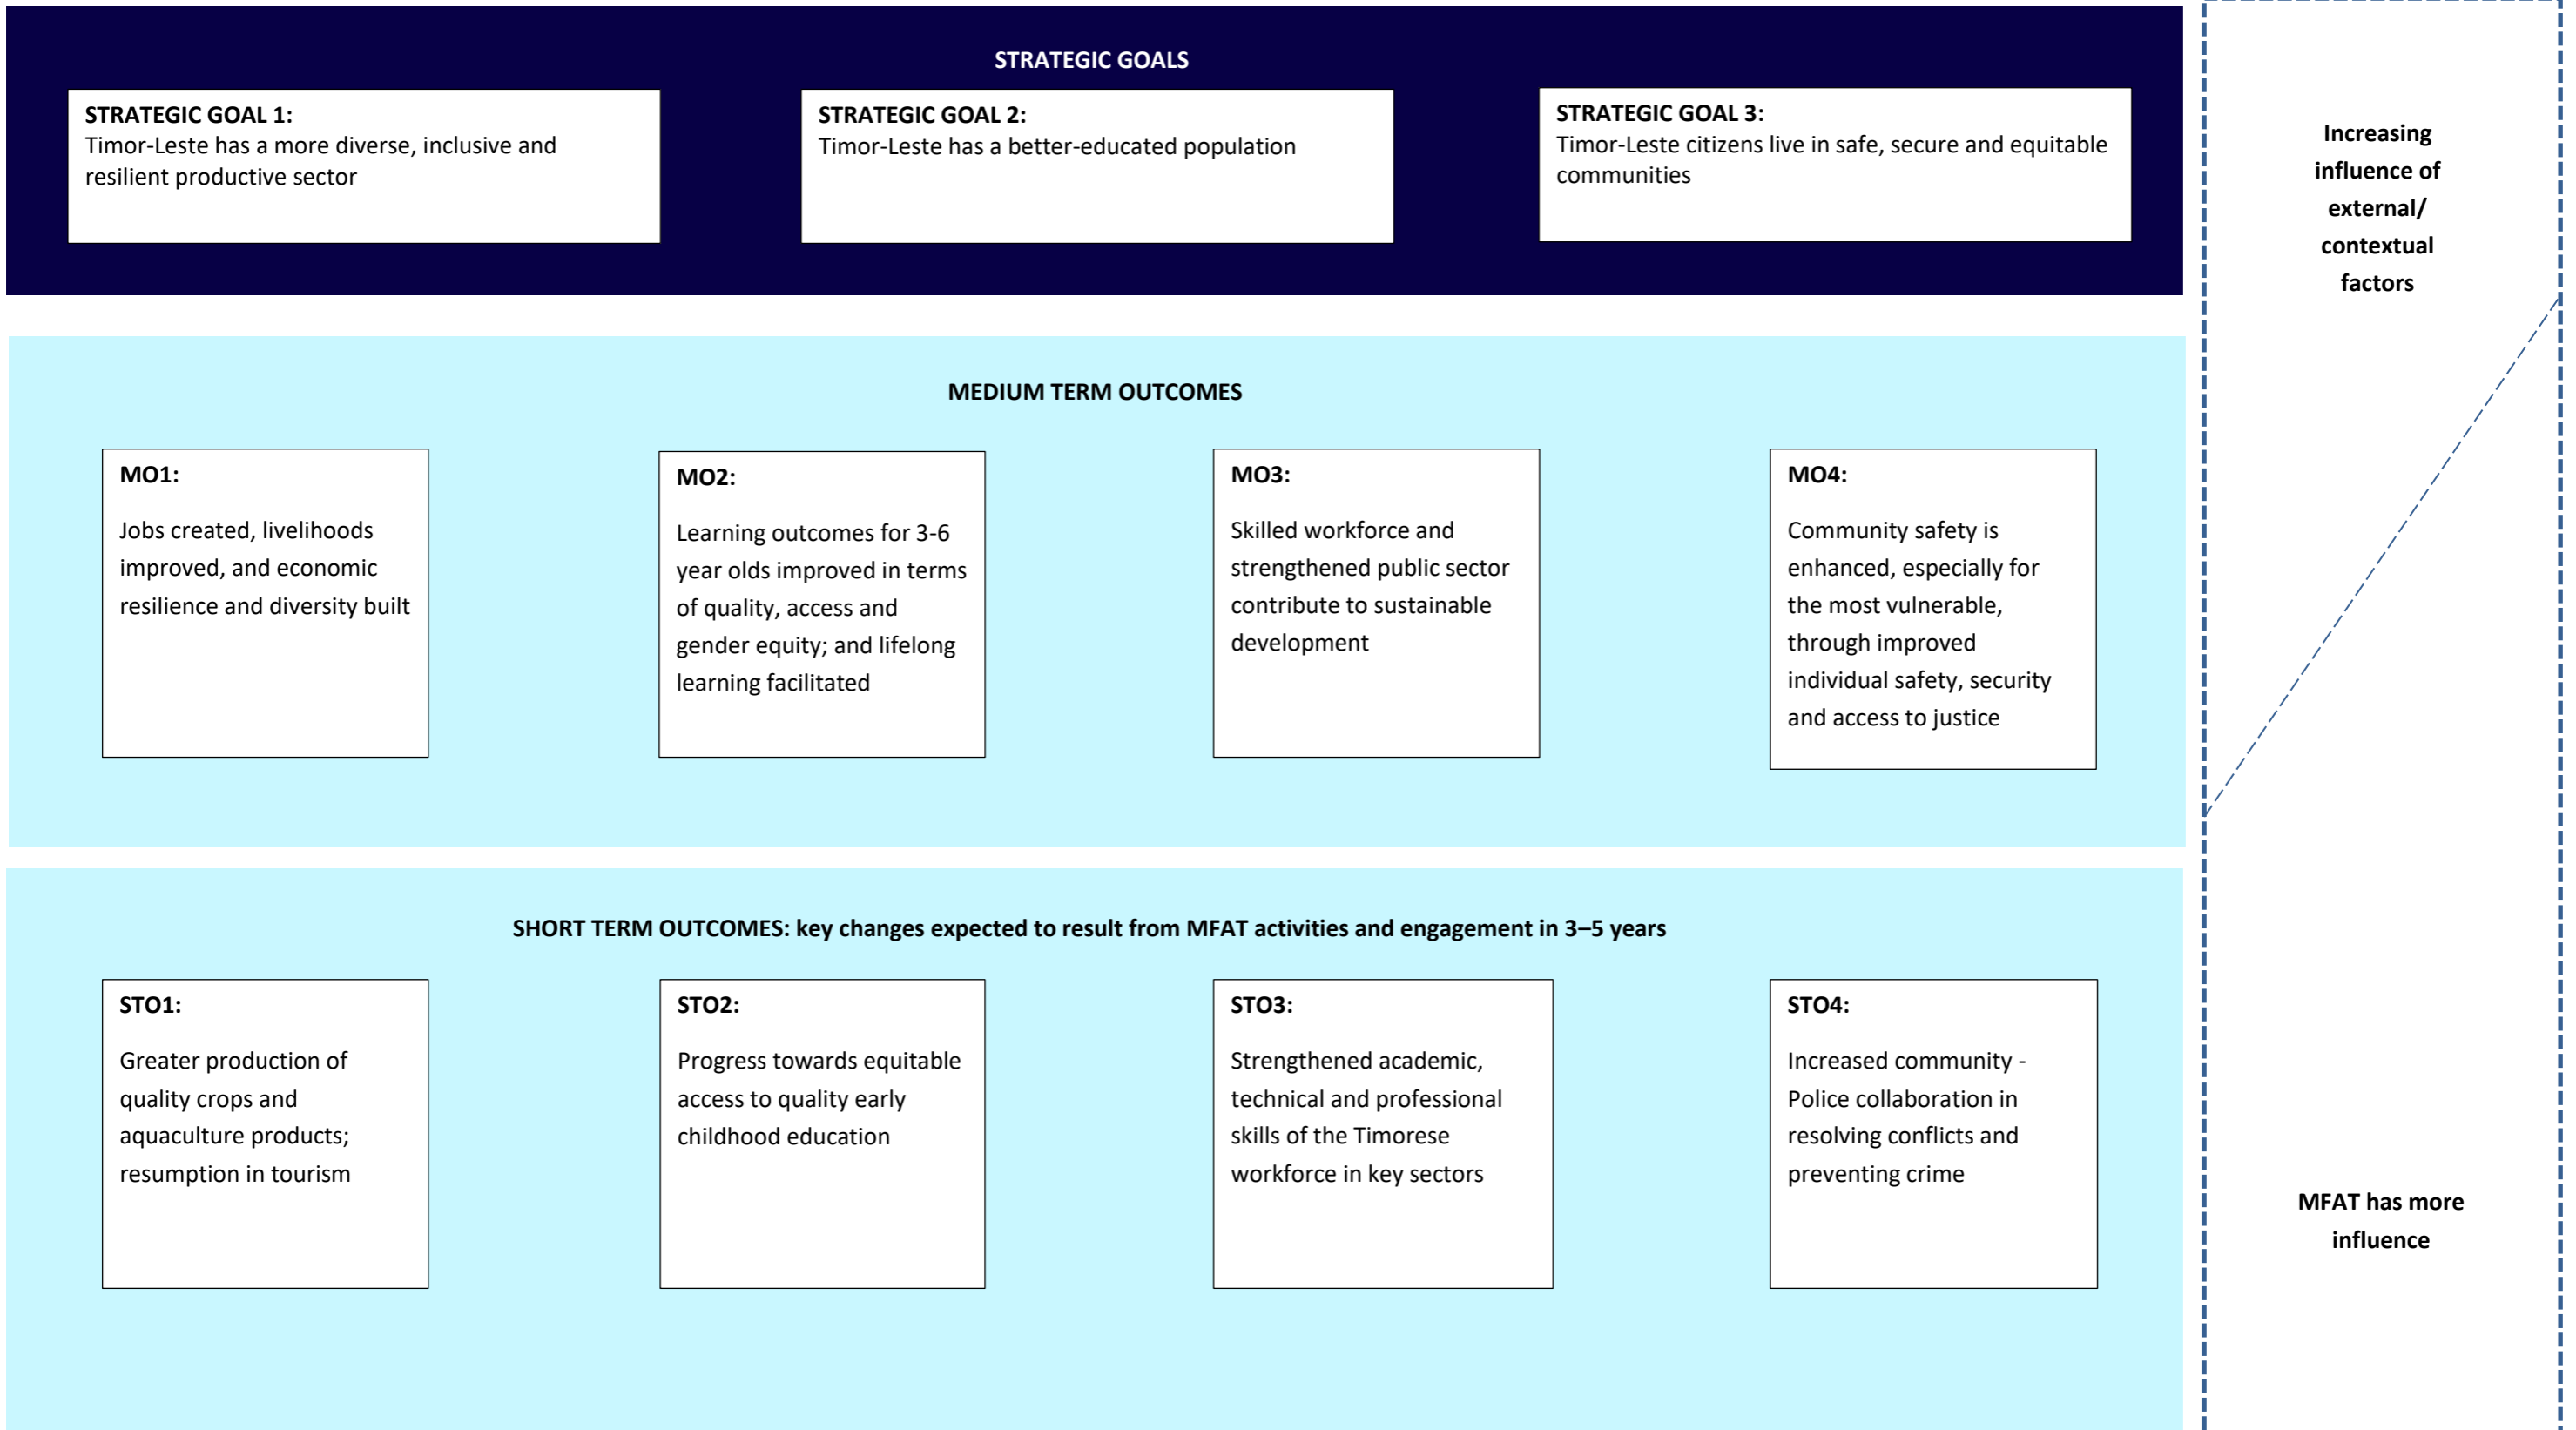 STRATEGIC GOALS
STRATEGIC GOAL 1:
Timor-Leste has a more diverse, inclusive and
resilient productive sector
STRATEGIC GOAL 2:
Timor-Leste has a better-educated population
STRATEGIC GOAL 3:
Timor-Leste citizens live in safe, secure and equitable
communities
Increasing
influence of
external/
contextual
factors
MEDIUM TERM OUTCOMES
MO1:
Jobs created, livelihoods
improved, and economic
resilience and diversity built
MO2:
Learning outcomes for 3-6
year olds improved in terms
of quality, access and
gender equity; and lifelong
learning facilitated
MO3:
Skilled workforce and
strengthened public sector
contribute to sustainable
development
MO4:
Community safety is
enhanced, especially for
the most vulnerable,
through improved
individual safety, security
and access to justice
SHORT TERM OUTCOMES: key changes expected to result from MFAT activities and engagement in 3–5 years
STO1:
Greater production of
quality crops and
aquaculture products;
resumption in tourism
STO2:
Progress towards equitable
access to quality early
childhood education
STO3:
Strengthened academic,
technical and professional
skills of the Timorese
workforce in key sectors
STO4:
Increased community -
Police collaboration in
resolving conflicts and
preventing crime
MFAT has more
influence